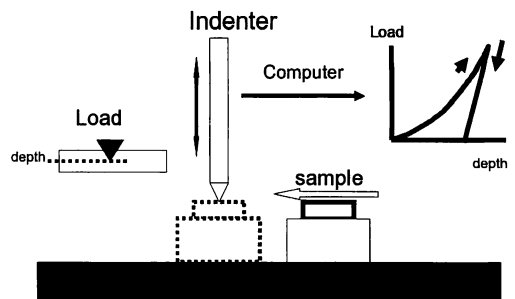 Indenter
Load
Computer
Load
depth
depth
sample